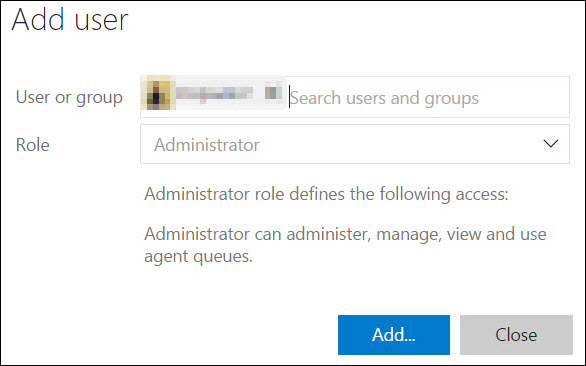 Add user
User or group
Search users and groups
Role
Administrator
Administrator role defines the following access:
Administrator can administer, manage, view and use
agent queues.
Add...
Close